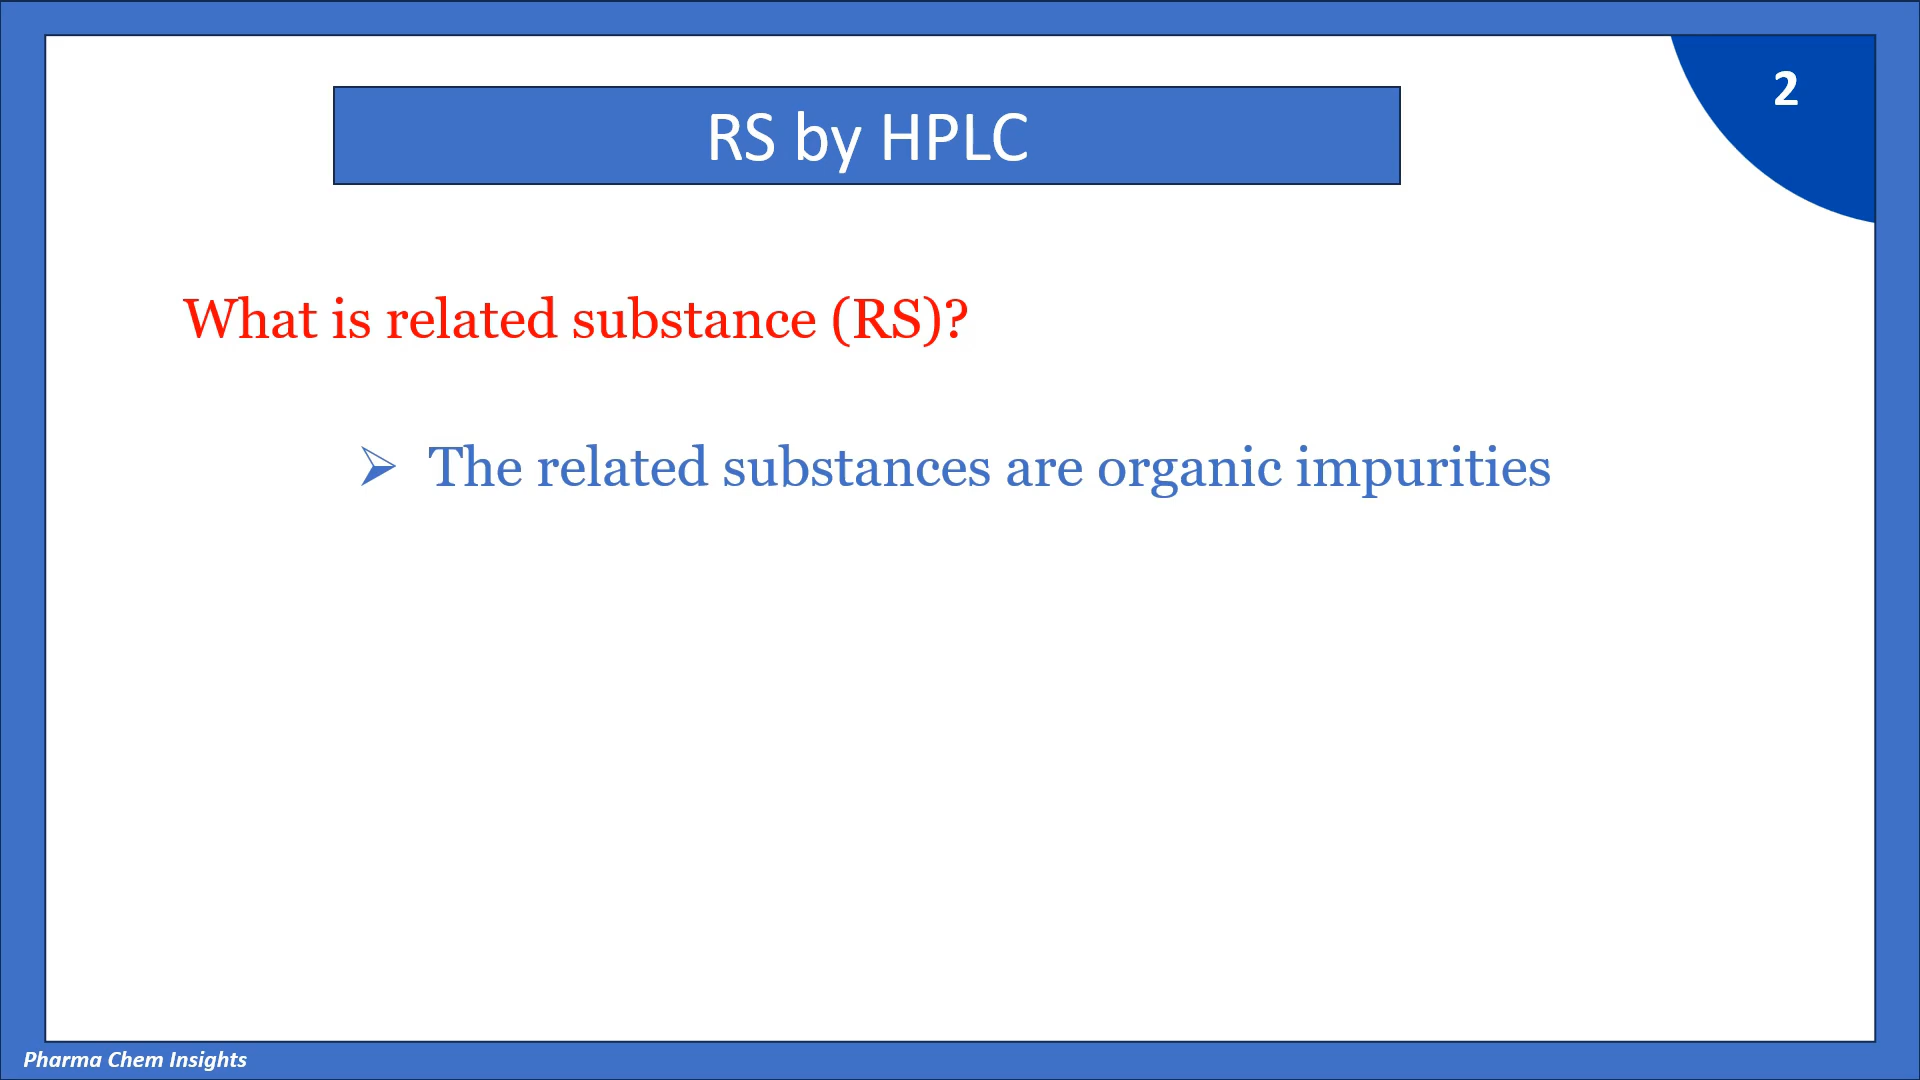 2
RS by HPLC
What is related substance (RS)?
➢ The related substances are organic impurities
Pharma Chem Insights